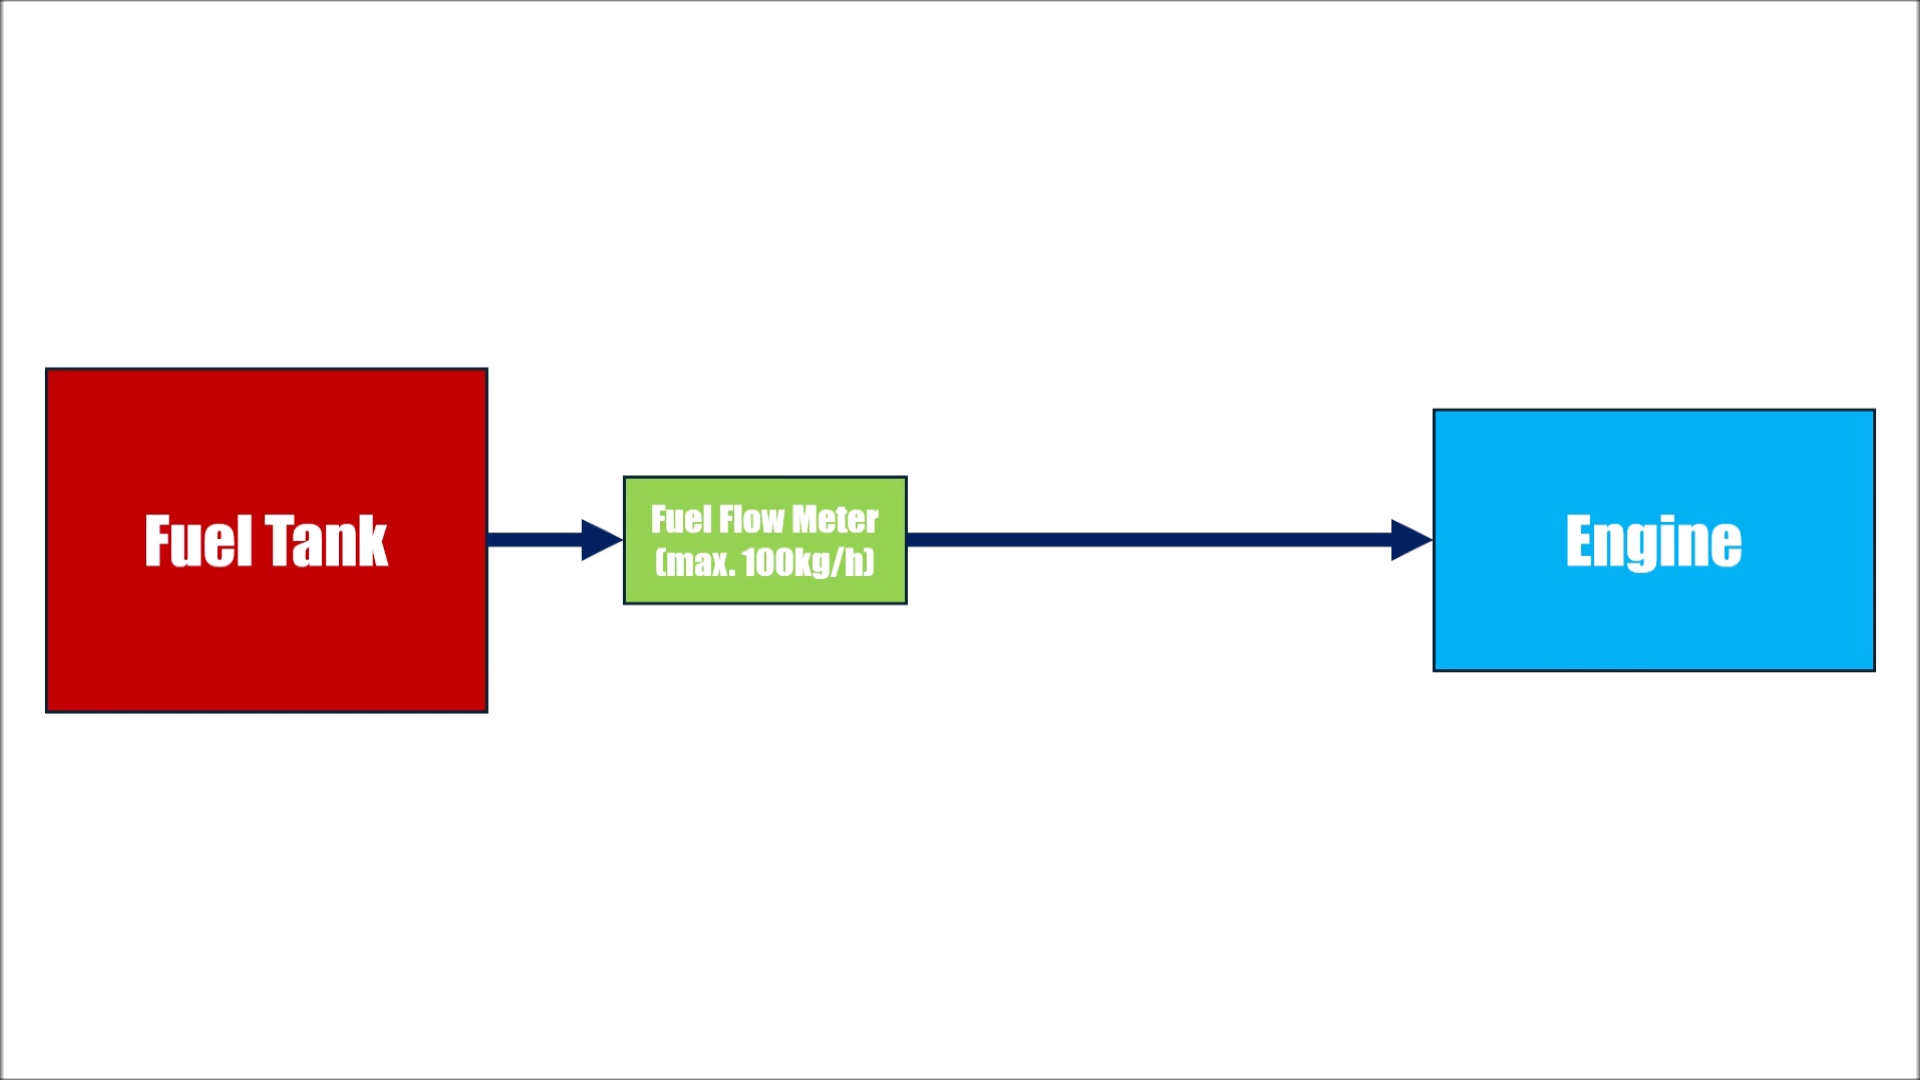 Fuel Tank
Fuel Flow Meter
(max. 100kg/h)
Engine